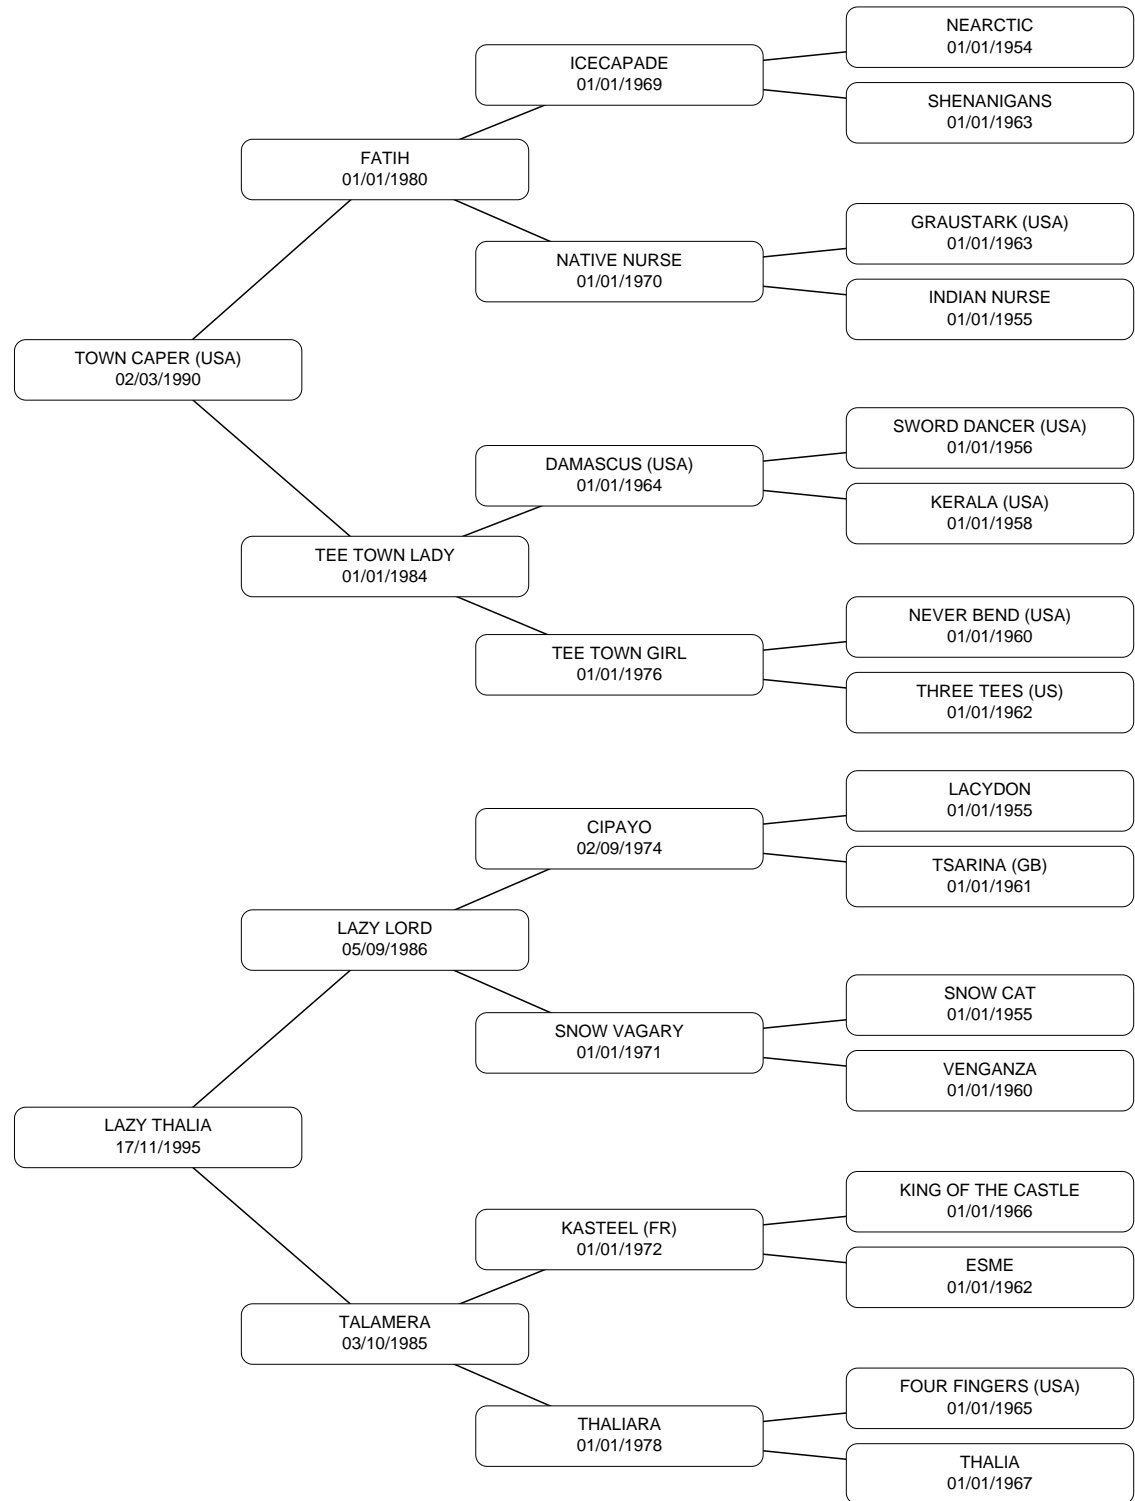 NEARCTIC
01/01/1954
ICECAPADE
01/01/1969
SHENANIGANS
01/01/1963
FATIH
01/01/1980
GRAUSTARK (USA)
01/01/1963
NATIVE NURSE
01/01/1970
INDIAN NURSE
01/01/1955
TOWN CAPER (USA)
02/03/1990
SWORD DANCER (USA)
01/01/1956
DAMASCUS (USA)
01/01/1964
KERALA (USA)
01/01/1958
TEE TOWN LADY
01/01/1984
NEVER BEND (USA)
01/01/1960
TEE TOWN GIRL
01/01/1976
THREE TEES (US)
01/01/1962
LACYDON
01/01/1955
CIPAYO
02/09/1974
TSARINA (GB)
01/01/1961
LAZY LORD
05/09/1986
SNOW CAT
01/01/1955
SNOW VAGARY
01/01/1971
VENGANZA
01/01/1960
LAZY THALIA
17/11/1995
KING OF THE CASTLE
01/01/1966
KASTEEL (FR)
01/01/1972
ESME
01/01/1962
TALAMERA
03/10/1985
FOUR FINGERS (USA)
01/01/1965
THALIARA
01/01/1978
THALIA
01/01/1967